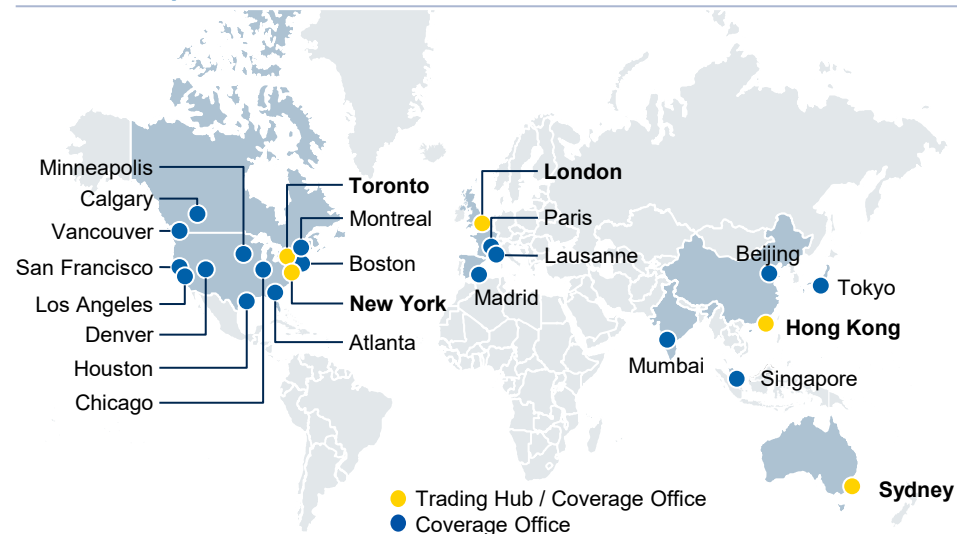 Minneapolis
Calgary
Vancouver
San Francisco
Los Angeles
Denver
Houston
Chicago
Toronto
Montreal
Boston
New York
Atlanta
London
Paris
Lausanne
Madrid
Beijing
Tokyo
Hong Kong
Mumbai
Singapore
Sydney
Trading Hub / Coverage Office
Coverage Office